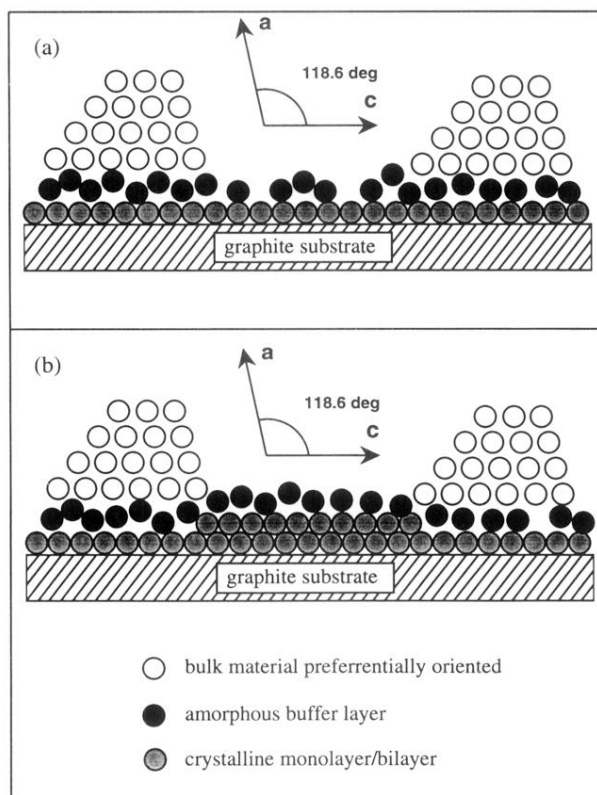 (a)
a
118.6 deg
c
graphite substrate
(b)
a
118.6 deg
c
graphite substrate
bulk material preferrentially oriented
amorphous buffer layer
crystalline monolayer/bilayer